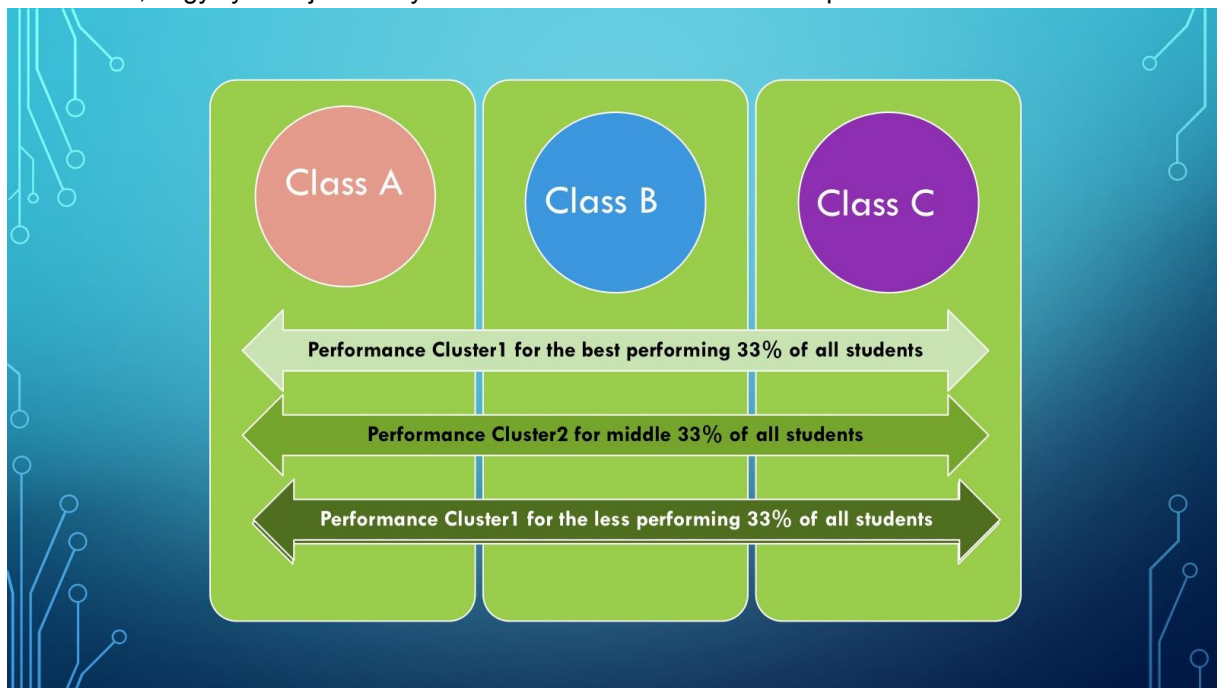 Class A
Class B
Class C
Performance Cluster1 for the best performing 33% of all students
Performance Cluster2 for middle 33% of all students
Performance Cluster1 for the less performing 33% of all students